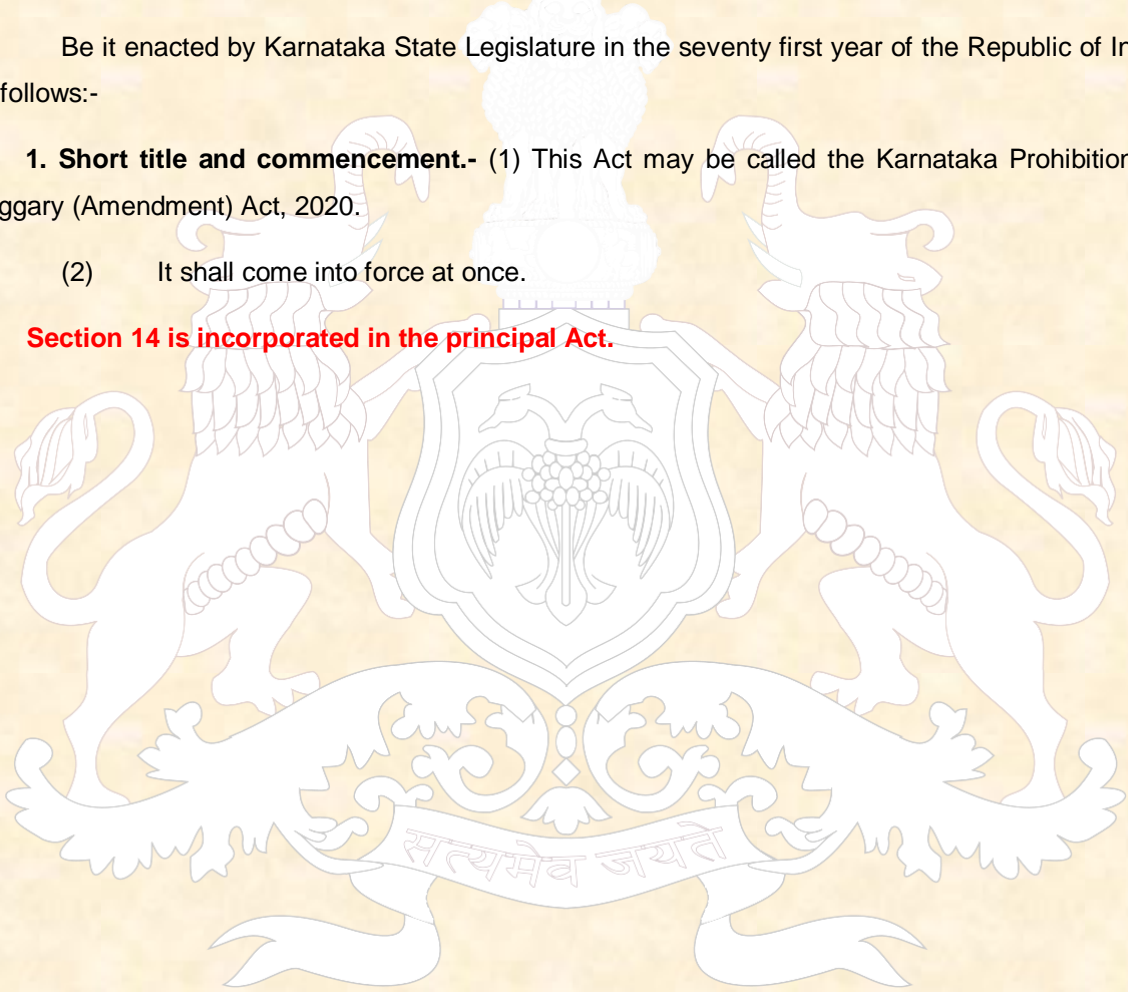 Be it enacted by Karnataka State Legislature in the seventy first year of the Republic of In
follows:-
1. Short title and commencement.- (1) This Act may be called the Karnataka Prohibition
ggary (Amendment) Act, 2020.
(2) It shall come into force at once.
Section 14 is incorporated in the principal Act.
सत्यमेव जयते